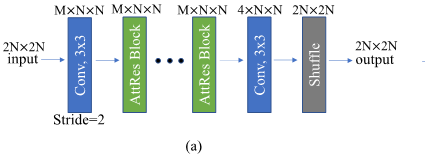 M×N×N M×N×N M×N×N 4×N×N 2N×2N
2N×2N
input
Conv, 3x3
AttRes Block
AttRes Block
Conv, 3x3
Shuffle
2N×2N
output
Stride=2
(a)